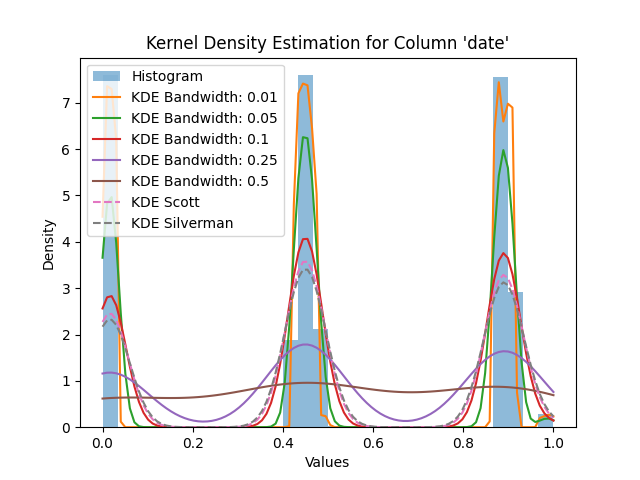 Kernel Density Estimation for Column 'date'
Histogram
KDE Bandwidth: 0.01
KDE Bandwidth: 0.05
KDE Bandwidth: 0.1
KDE Bandwidth: 0.25
KDE Bandwidth: 0.5
KDE Scott
KDE Silverman
Density
7
6
5
4
3
2
1
0
0.0 0.2 0.4 0.6 0.8 1.0
Values